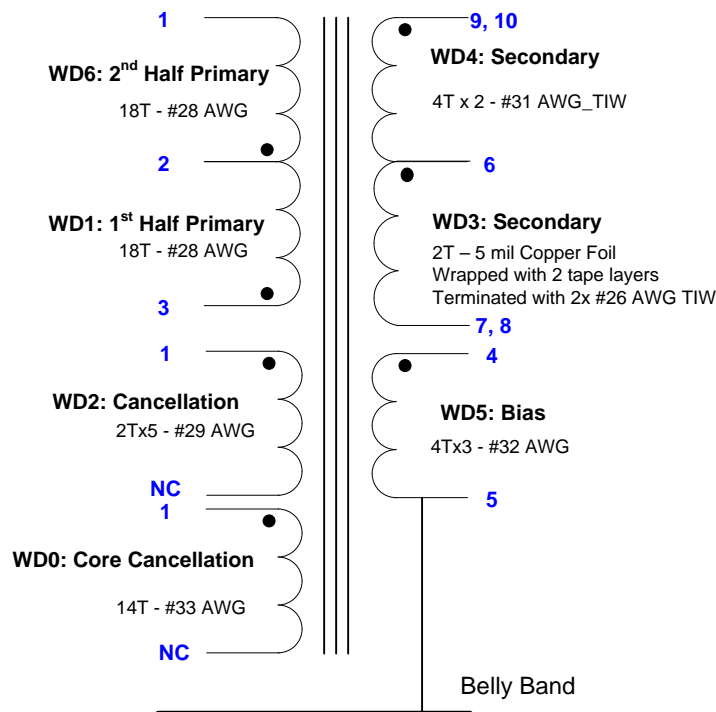 1
WD6: 2nd Half Primary
18T - #28 AWG
2
WD1: 1st Half Primary
18T - #28 AWG
3
1
WD2: Cancellation
2Tx5 - #29 AWG
NC
1
WD0: Core Cancellation
14T - #33 AWG
NC
9, 10
WD4: Secondary
4T x 2 - #31 AWG_TIW
6
WD3: Secondary
2T – 5 mil Copper Foil
Wrapped with 2 tape layers
Terminated with 2x #26 AWG TIW
7, 8
4
WD5: Bias
4Tx3 - #32 AWG
5
Belly Band